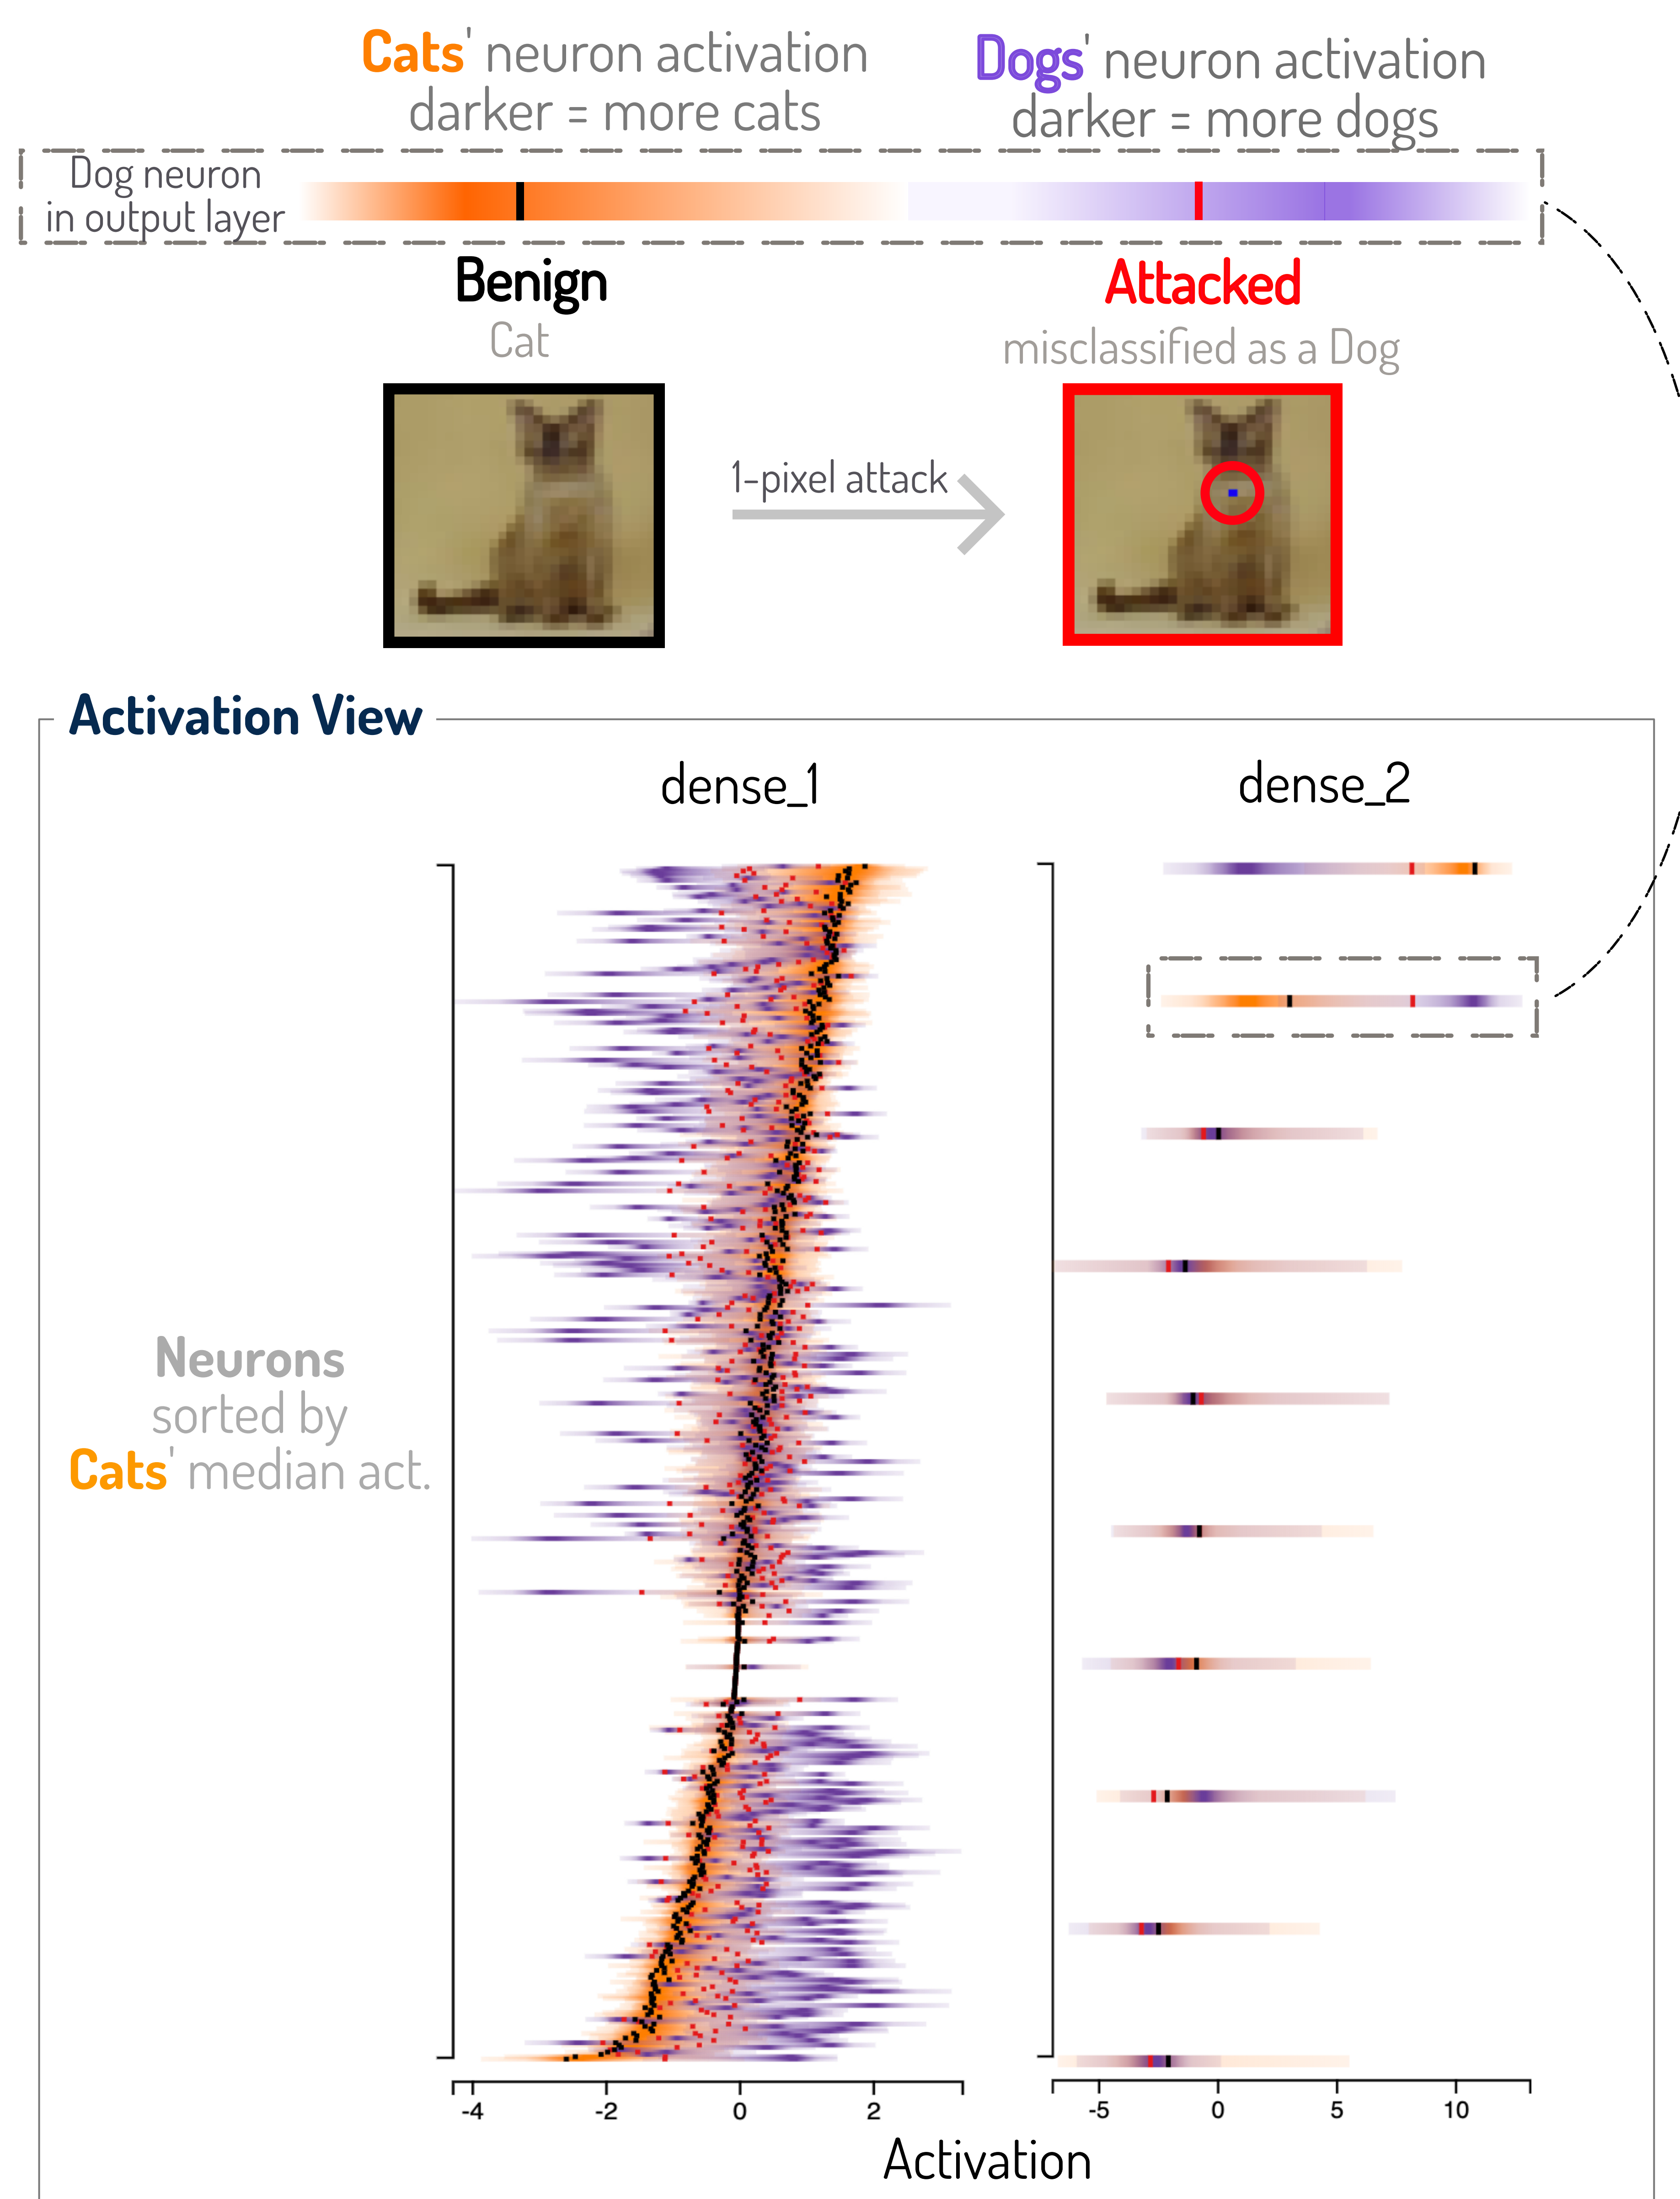 Cats' neuron activation
darker = more cats
Dogs' neuron activation
darker = more dogs
Dog neuron
in output layer
Benign
Cat
Attacked
misclassified as a Dog
1-pixel attack
Activation View
dense_1
dense_2
Neurons
sorted by
Cats' median act.
-4 -2 0 2
-5 0 5 10
Activation